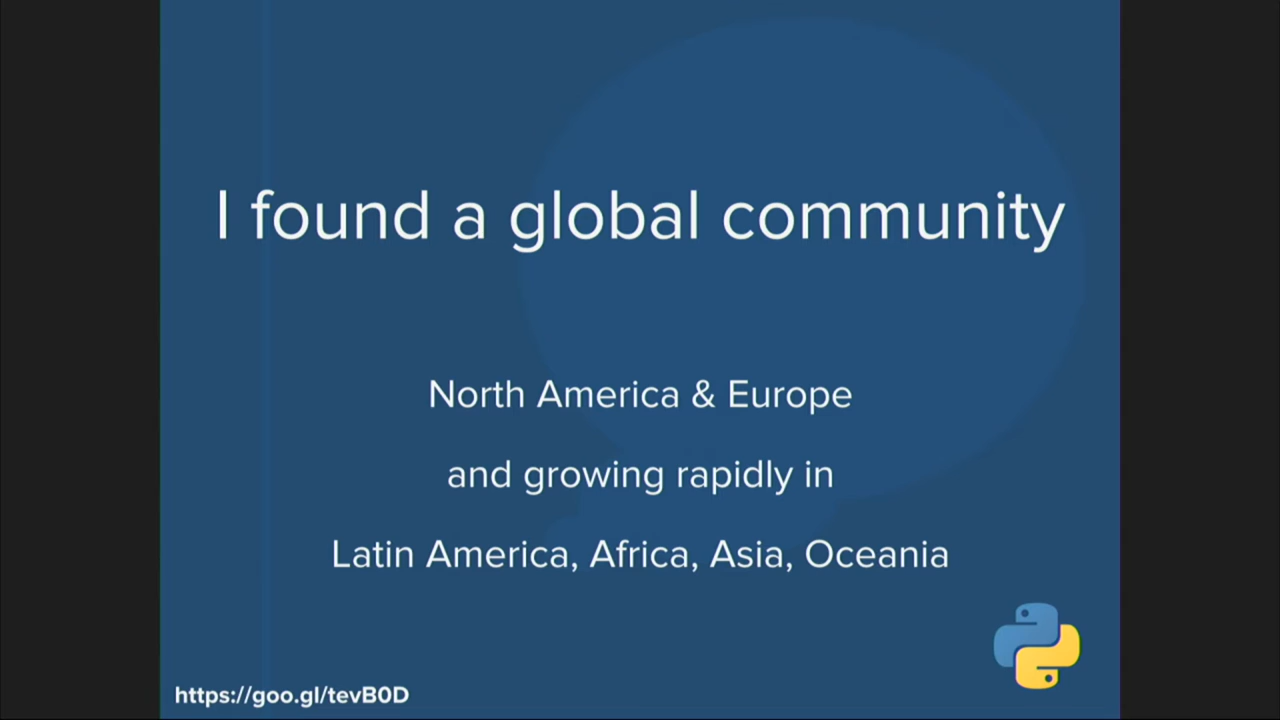 I found a global community
North America & Europe
and growing rapidly in
Latin America, Africa, Asia, Oceania
https://goo.gl/tevB0D